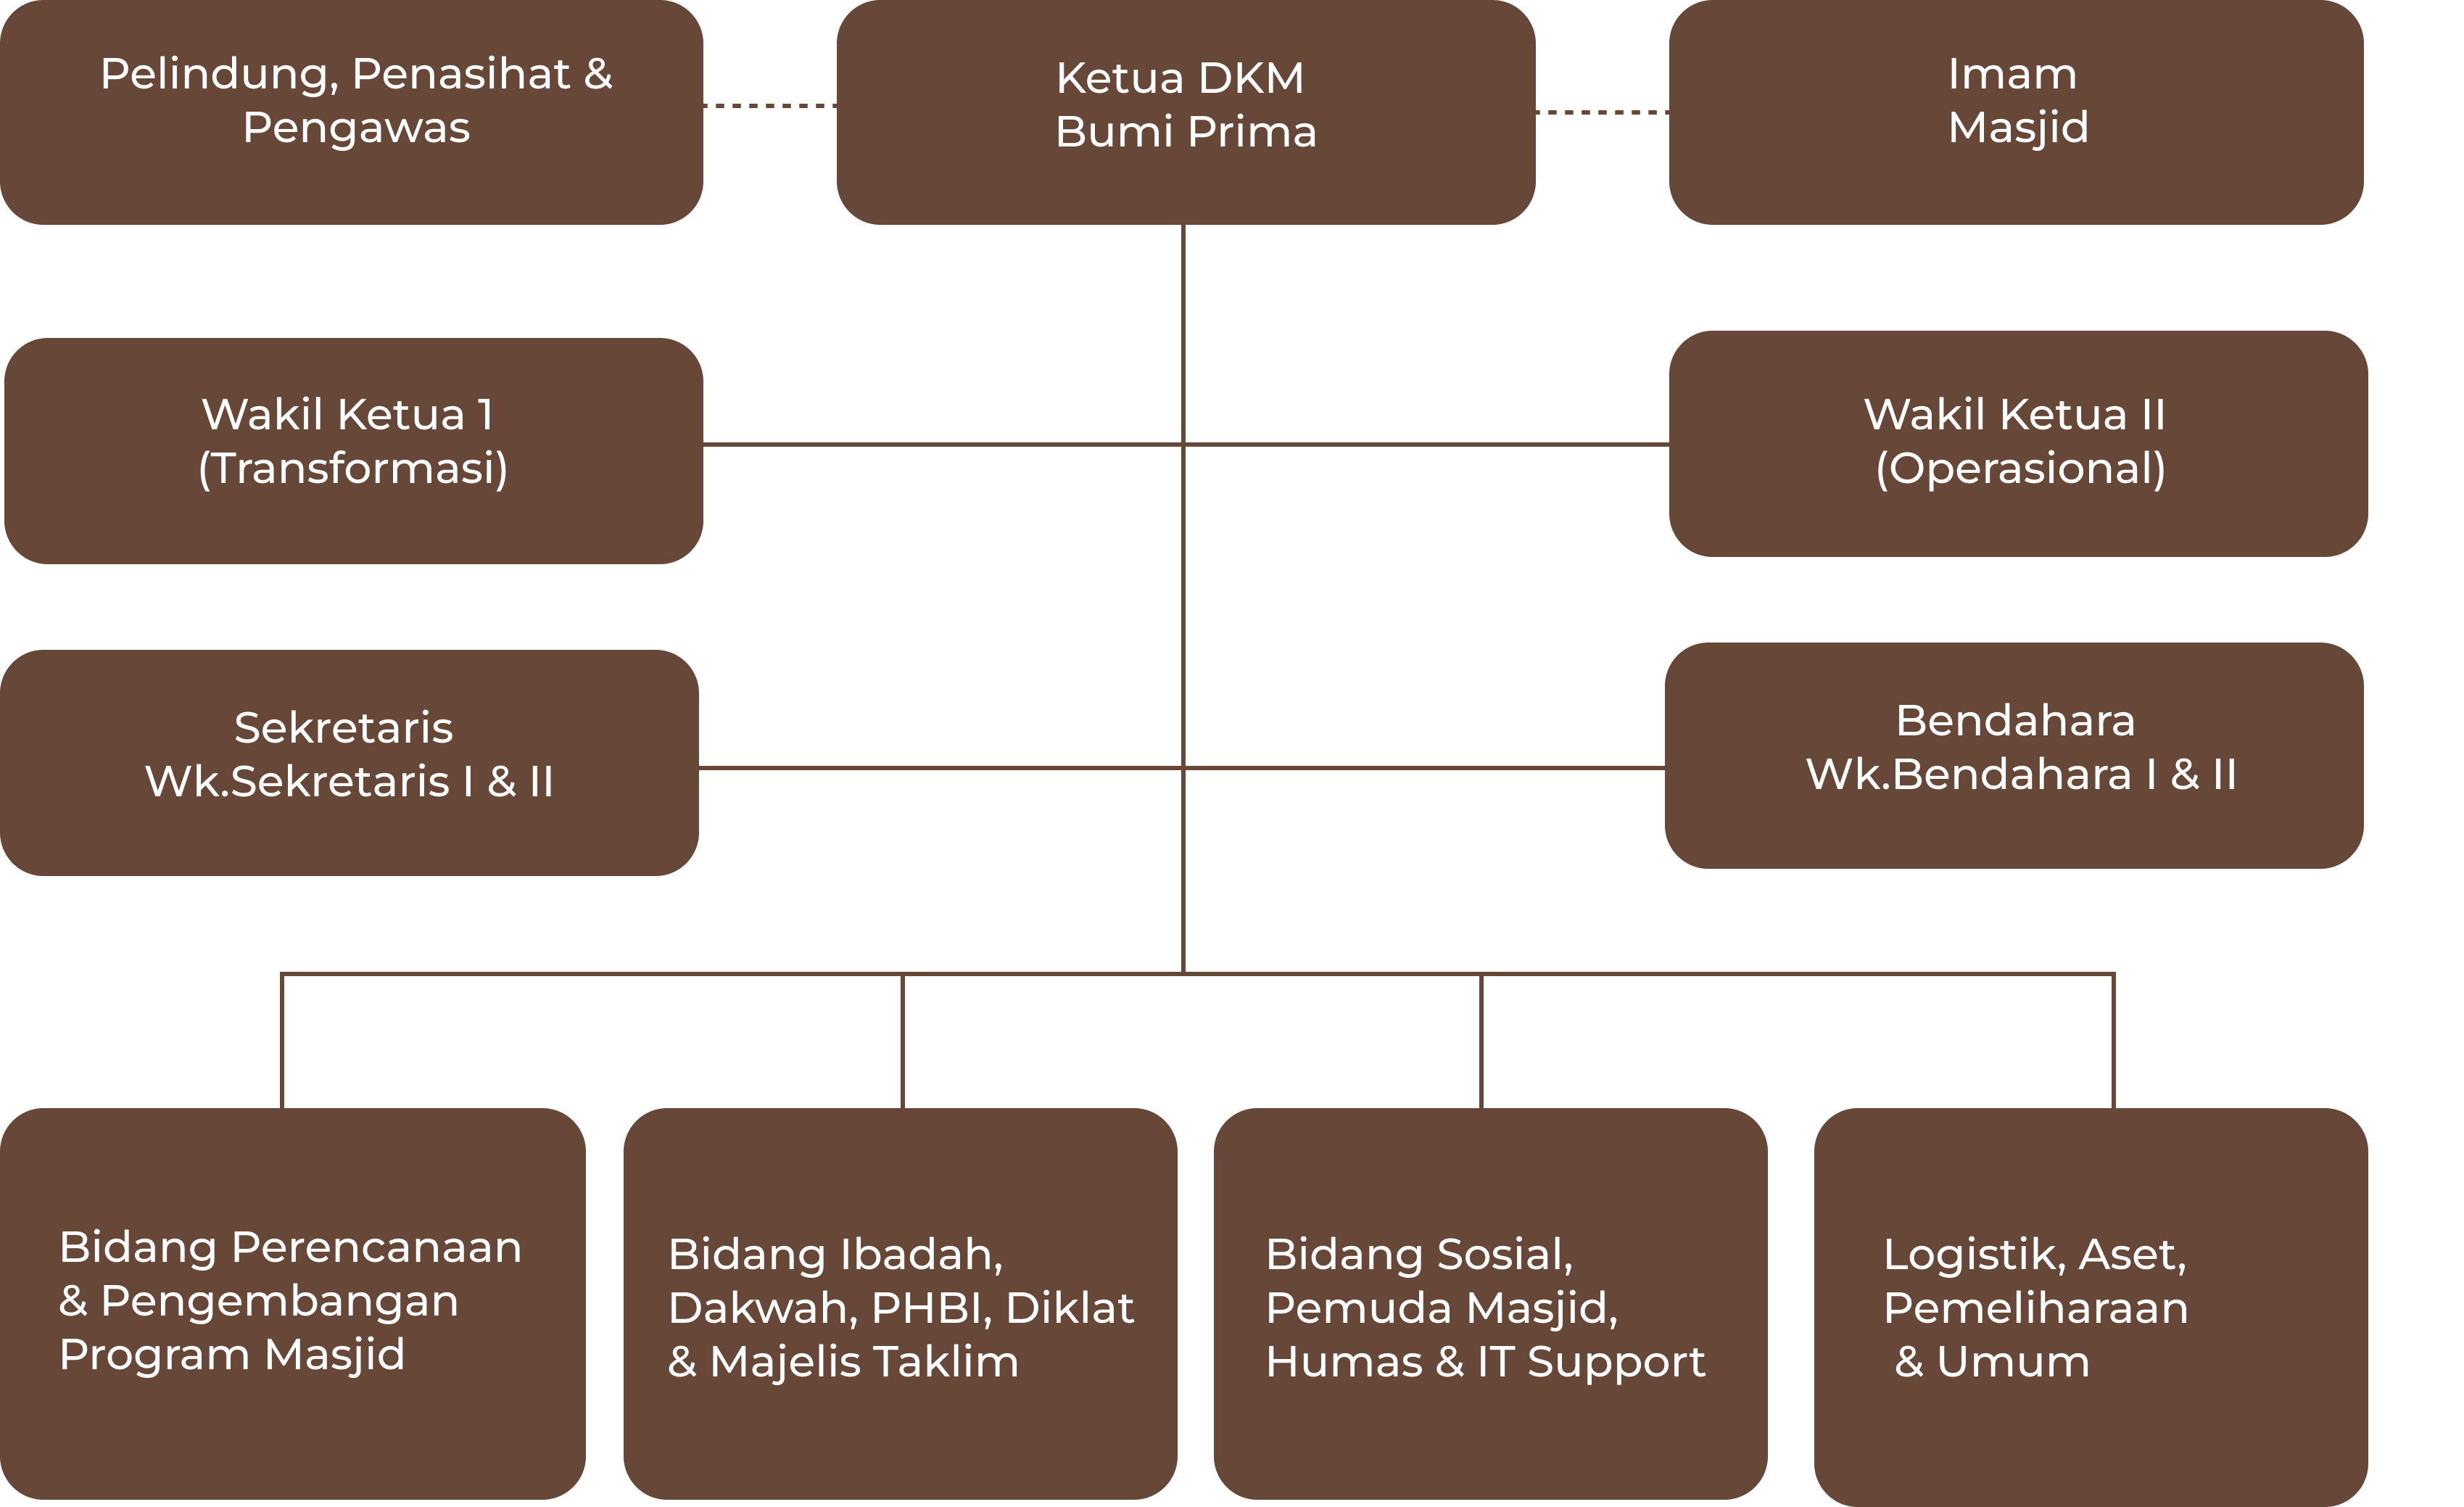 Pelindung, Penasihat &
Pengawas
Ketua DKM
Bumi Prima
Imam
Masjid
Wakil Ketua 1
(Transformasi)
Wakil Ketua II
(Operasional)
Sekretaris
Wk.Sekretaris I & II
Bendahara
Wk.Bendahara I & II
Bidang Perencanaan
& Pengembangan
Program Masjid
Bidang Ibadah,
Dakwah, PHBI, Diklat
& Majelis Taklim
Bidang Sosial,
Pemuda Masjid,
Humas & IT Support
Logistik, Aset,
Pemeliharaan
& Umum